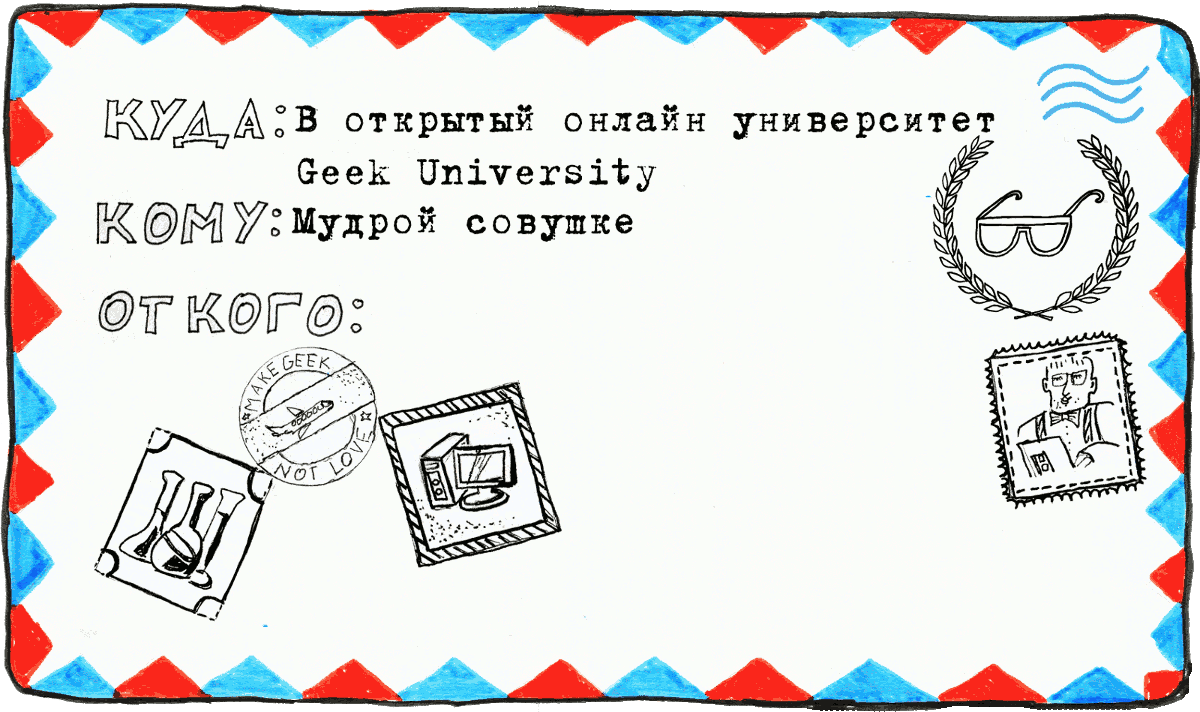 КУДА: В открытый онлайн университет
Geek University
КОМУ: Мудрой совушке
ОТ КОГО:
MAKE GEEK
NOT LOVE